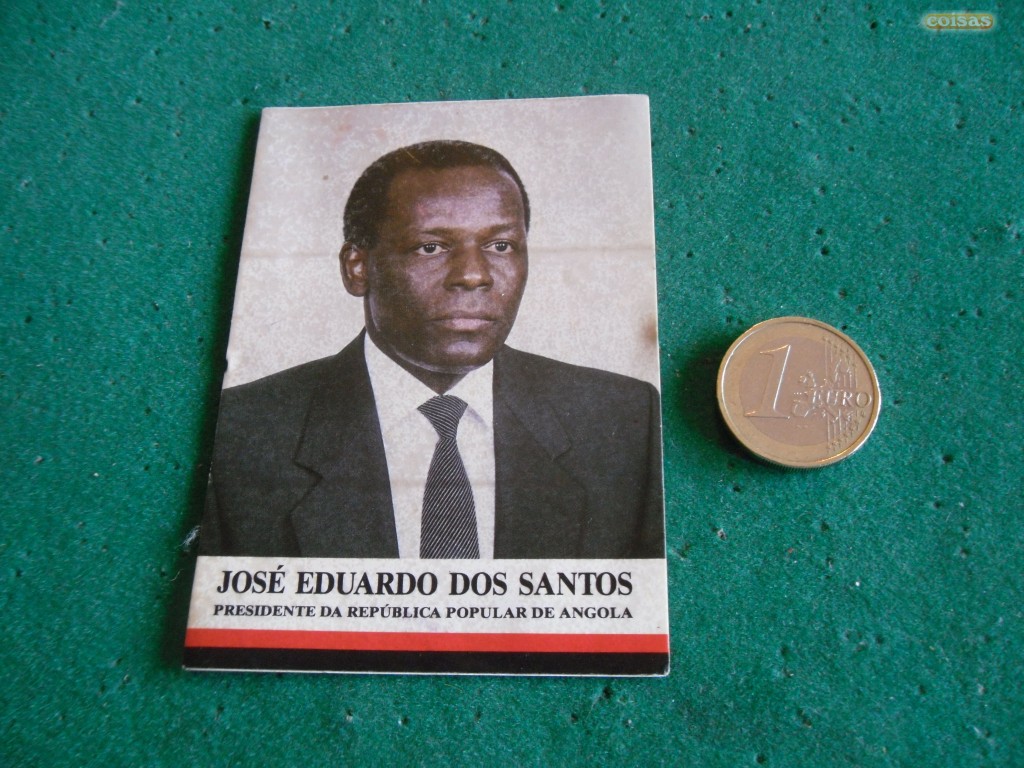 coisas
JOSÉ EDUARDO DOS SANTOS
PRESIDENTE DA REPÚBLICA POPULAR DE ANGOLA
1 EURO